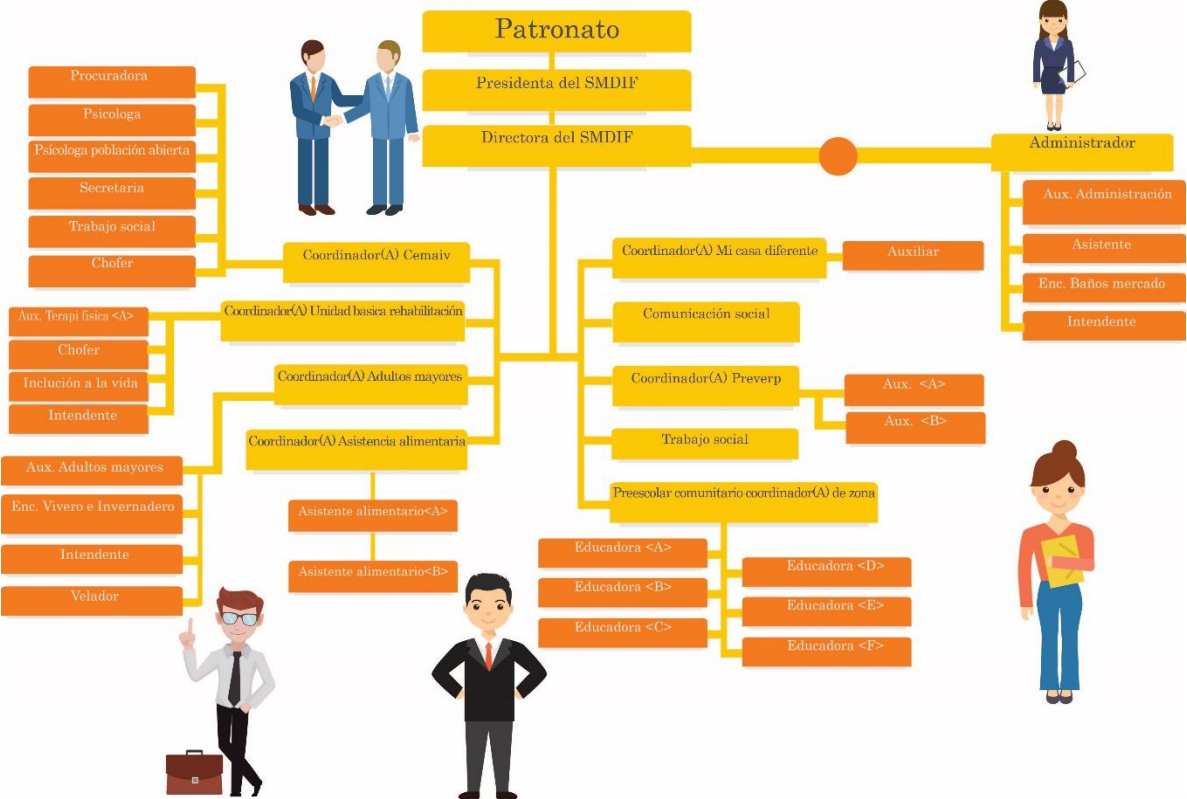 Patronato
Presidenta del SMDIF
Directora del SMDIF
Administrador
Aux. Administración
Asistente
Enc. Baños mercado
Intendente
Procuradora
Psicologa
Psicologa población abierta
Secretaria
Trabajo social
Chofer
Coordinador(A) Cemaiv
Coordinador(A) Unidad basica rehabilitación
Aux. Terapi fisica <A>
Chofer
Inclución a la vida
Intendente
Coordinador(A) Adultos mayores
Coordinador(A) Asistencia alimentaria
Aux. Adultos mayores
Enc. Vivero e Invernadero
Intendente
Velador
Asistente alimentario<A>
Asistente alimentario<B>
Coordinador(A) Mi casa diferente
Auxiliar
Comunicación social
Coordinador(A) Preverp
Aux. <A>
Aux. <B>
Trabajo social
Preescolar comunitario coordinador(A) de zona
Educadora <A>
Educadora <B>
Educadora <C>
Educadora <D>
Educadora <E>
Educadora <F>